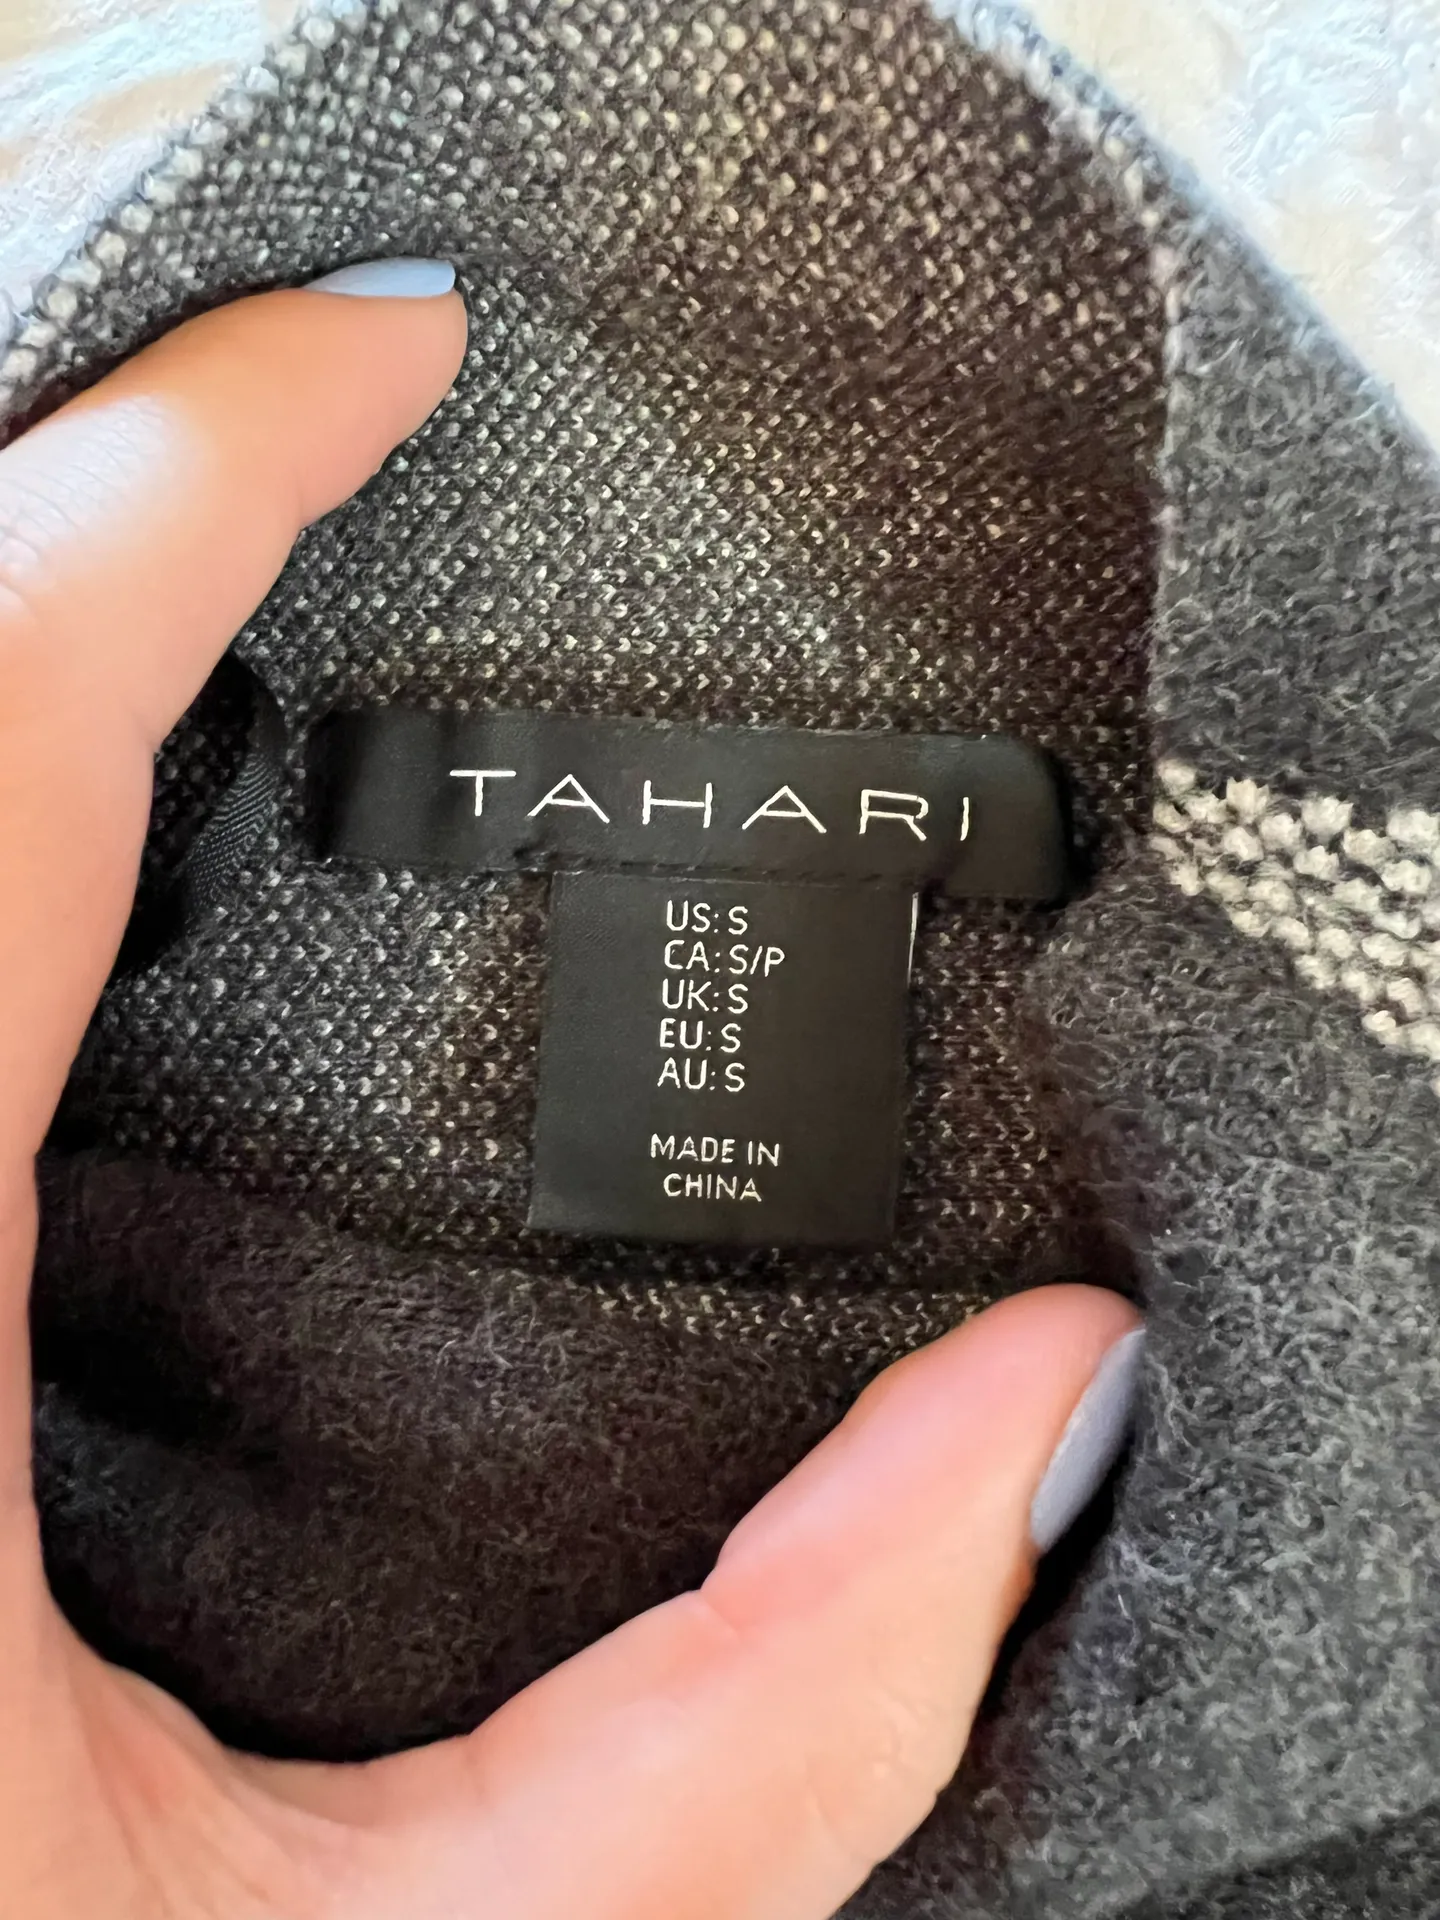 TAHARI
US: S
CA: S/P
UK: S
EU: S
AU: S
MADE IN
CHINA